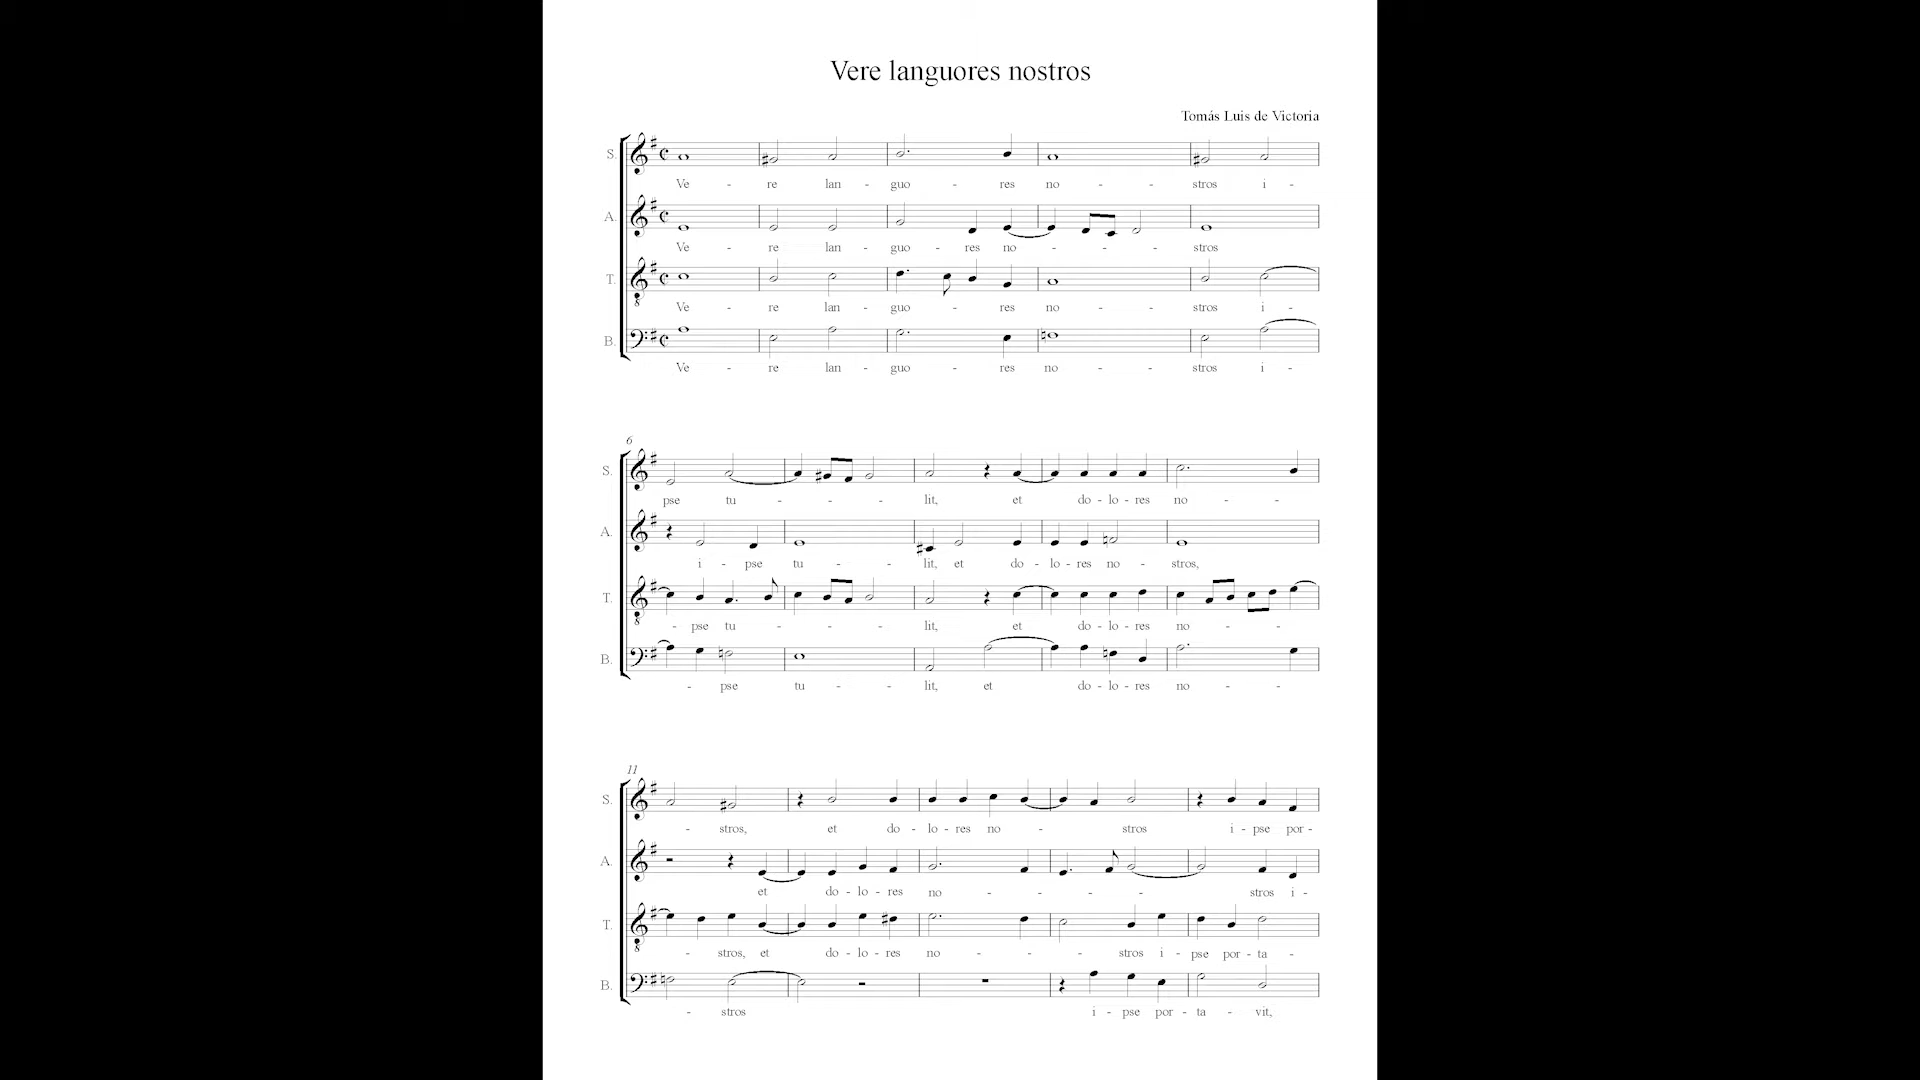 Vere languores nostros
Tomás Luis de Victoria
S.
Ve - re lan - guo - res no - - stros i -
A.
Ve - re lan - guo - res no - - - stros
T.
Ve - re lan - guo - res no - - stros i -
B.
Ve - re lan - guo - res no - - stros i -
6
S.
pse tu - - - lit, et do - lo - res no - -
A.
i - pse tu - - lit, et do - lo - res no - stros,
T.
- pse tu - - - lit, et do - lo - res no - - -
B.
- pse tu - - lit, et do - lo - res no - -
11
S.
- stros, et do - lo - res no - stros i - pse por -
A.
et do - lo - res no - - - - stros i -
T.
- stros, et do - lo - res no - - - stros i - pse por - ta -
B.
- stros i - pse por - ta - vit,